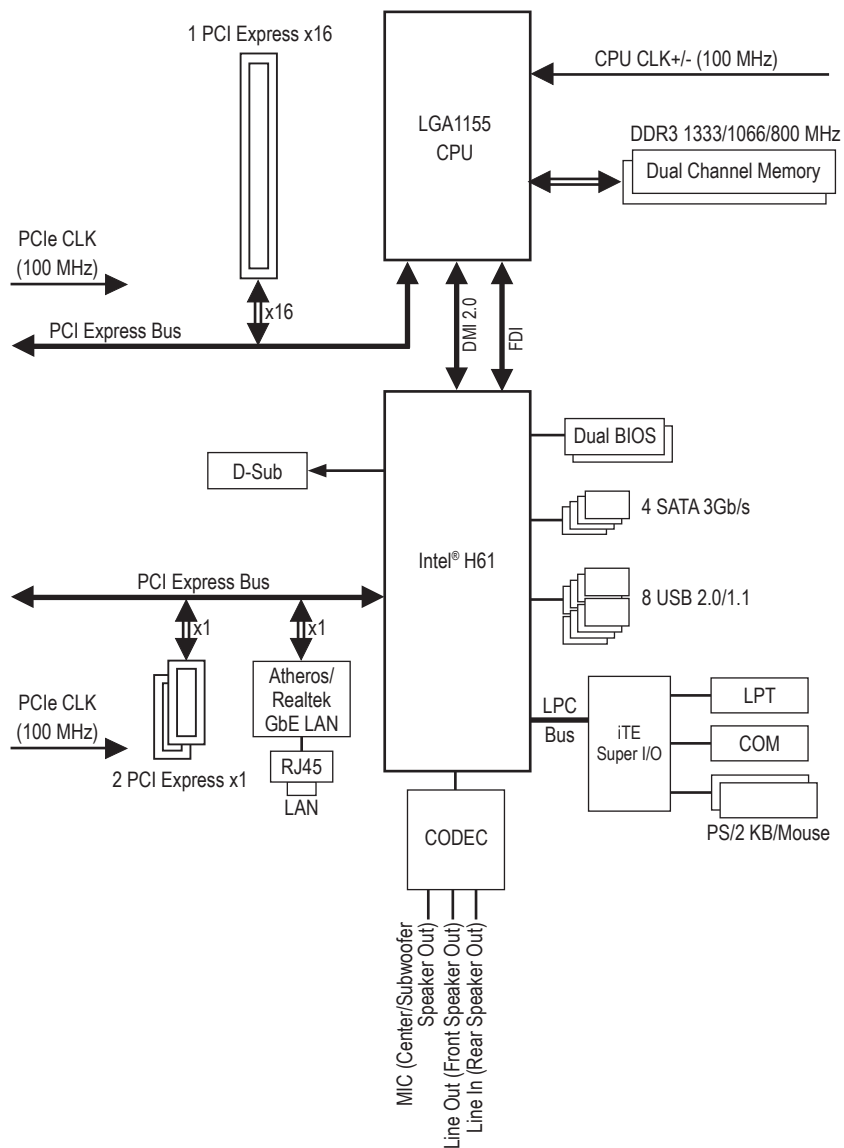 1 PCI Express x16
CPU CLK+/- (100 MHz)
LGA1155
CPU
DDR3 1333/1066/800 MHz
Dual Channel Memory
PCIe CLK
(100 MHz)
x16
PCI Express Bus
DMI 2.0
FDI
Dual BIOS
D-Sub
4 SATA 3Gb/s
Intel® H61
PCI Express Bus
8 USB 2.0/1.1
x1
x1
PCIe CLK
(100 MHz)
2 PCI Express x1
Atheros/
Realtek
GbE LAN
RJ45
LAN
LPC
Bus
iTE
Super I/O
LPT
COM
PS/2 KB/Mouse
CODEC
MIC (Center/Subwoofer
Speaker Out)
Line Out (Front Speaker Out)
Line In (Rear Speaker Out)